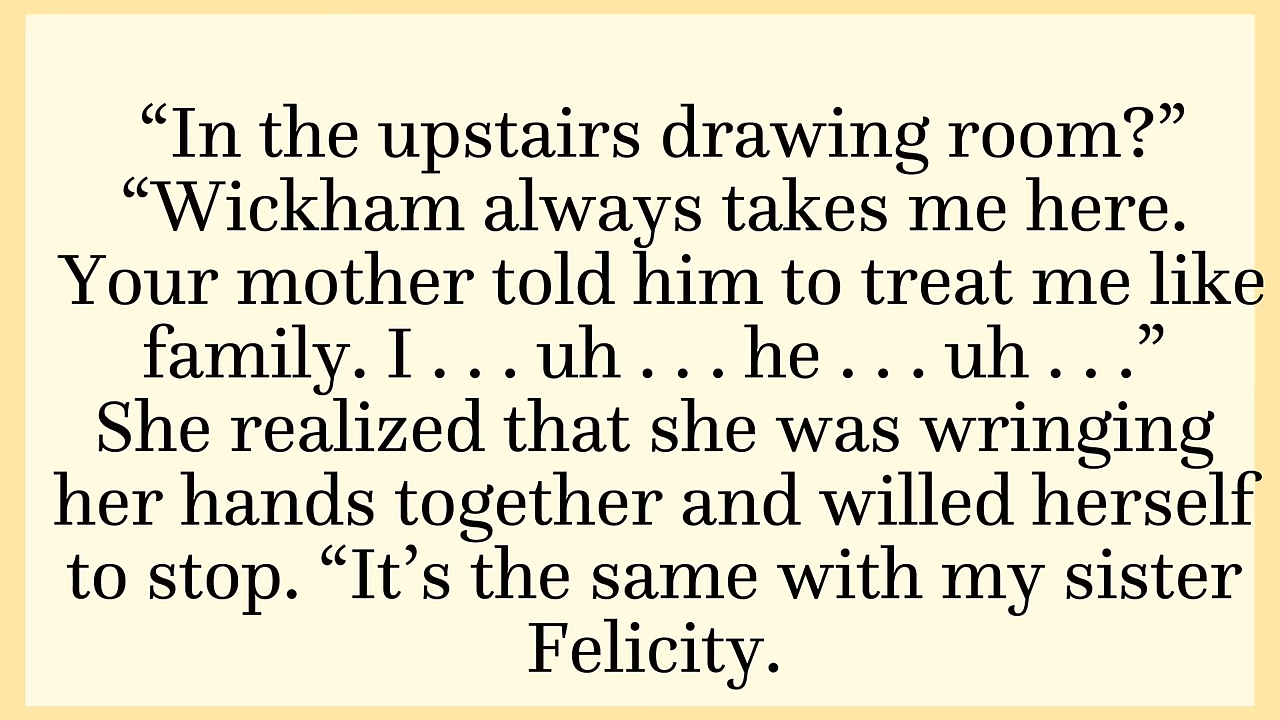 “In the upstairs drawing room?”
“Wickham always takes me here.
Your mother told him to treat me like
family. I . . . uh . . . he . . . uh . . .”
She realized that she was wringing
her hands together and willed herself
to stop. “It’s the same with my sister
Felicity.